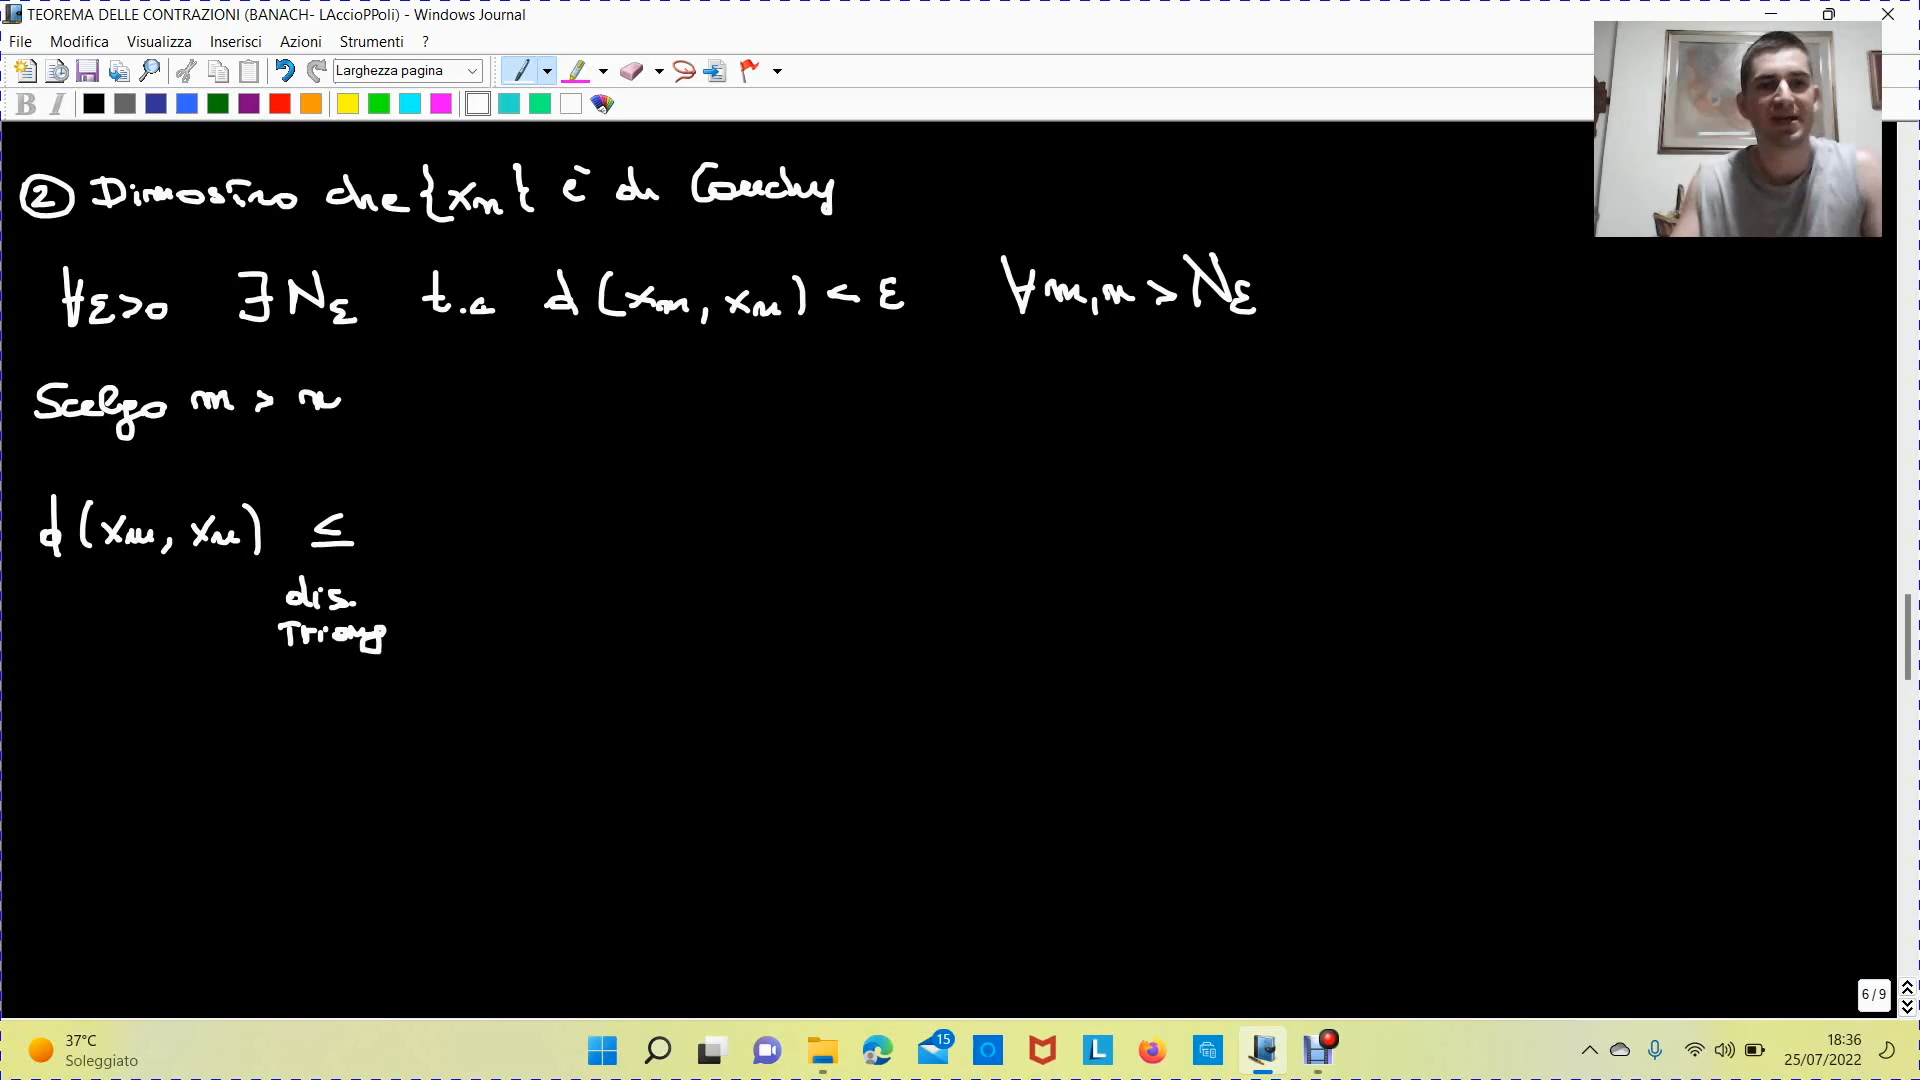 TEOREMA DELLE CONTRAZIONI (BANACH- LAccioPPoli) - Windows Journal
File Modifica Visualizza Inserisci Azioni Strumenti ?
Larghezza pagina
B I
② Dimostro che {xn} è di Cauchy
∀ε>0 ∃ Nε t.c d(xm, xn) < ε ∀m,n > Nε
Scelgo m > n
d(xm, xn) ≤
dis.
Triang
6 / 9
37°C
Soleggiato
15
L
18:36
25/07/2022